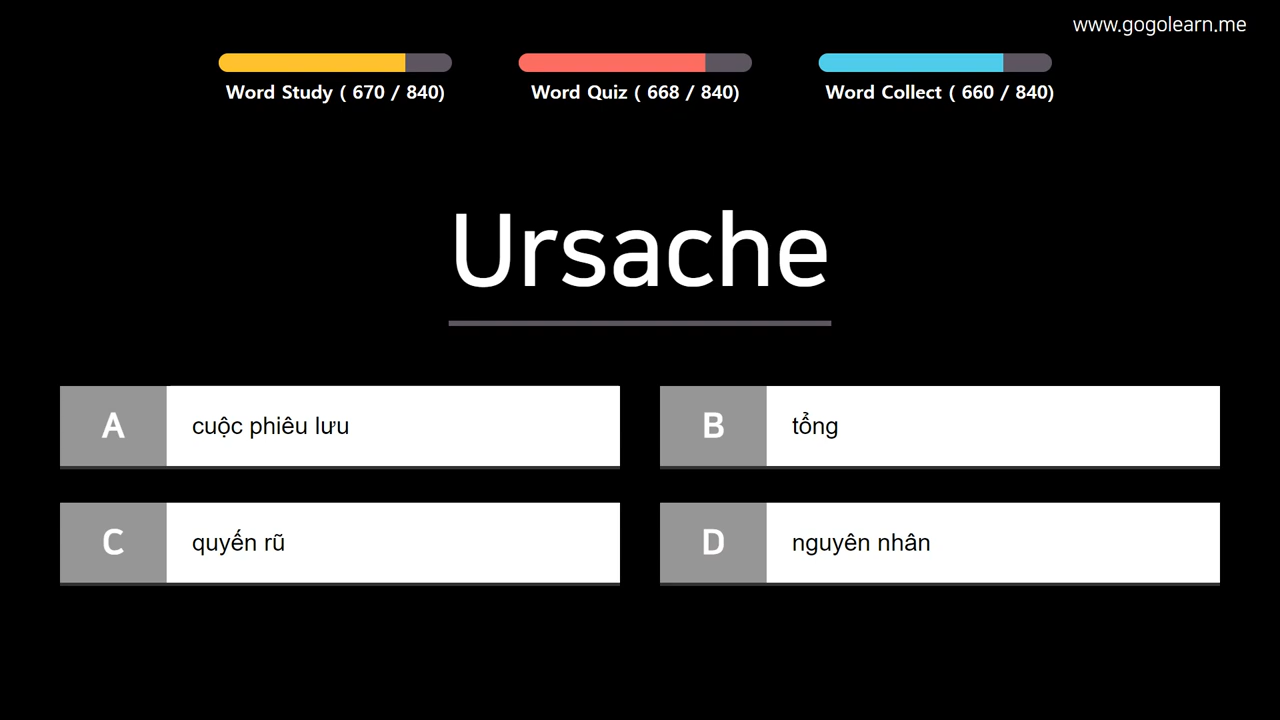 www.gogolearn.me
Word Study ( 670 / 840)
Word Quiz ( 668 / 840)
Word Collect ( 660 / 840)
Ursache
A
cuộc phiêu lưu
B
tổng
C
quyến rũ
D
nguyên nhân